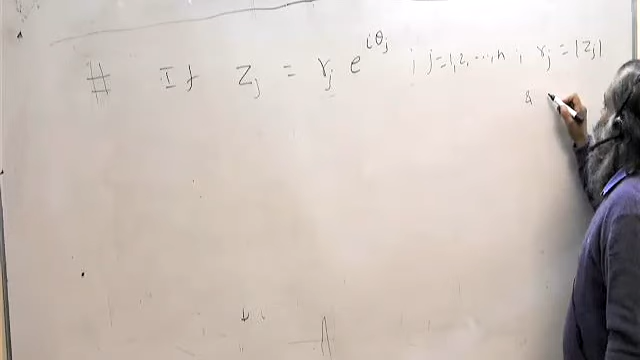 # If z_j = r_j e^{iθ_j} ; j=1,2,...,n ; r_j = |z_j|
&
A